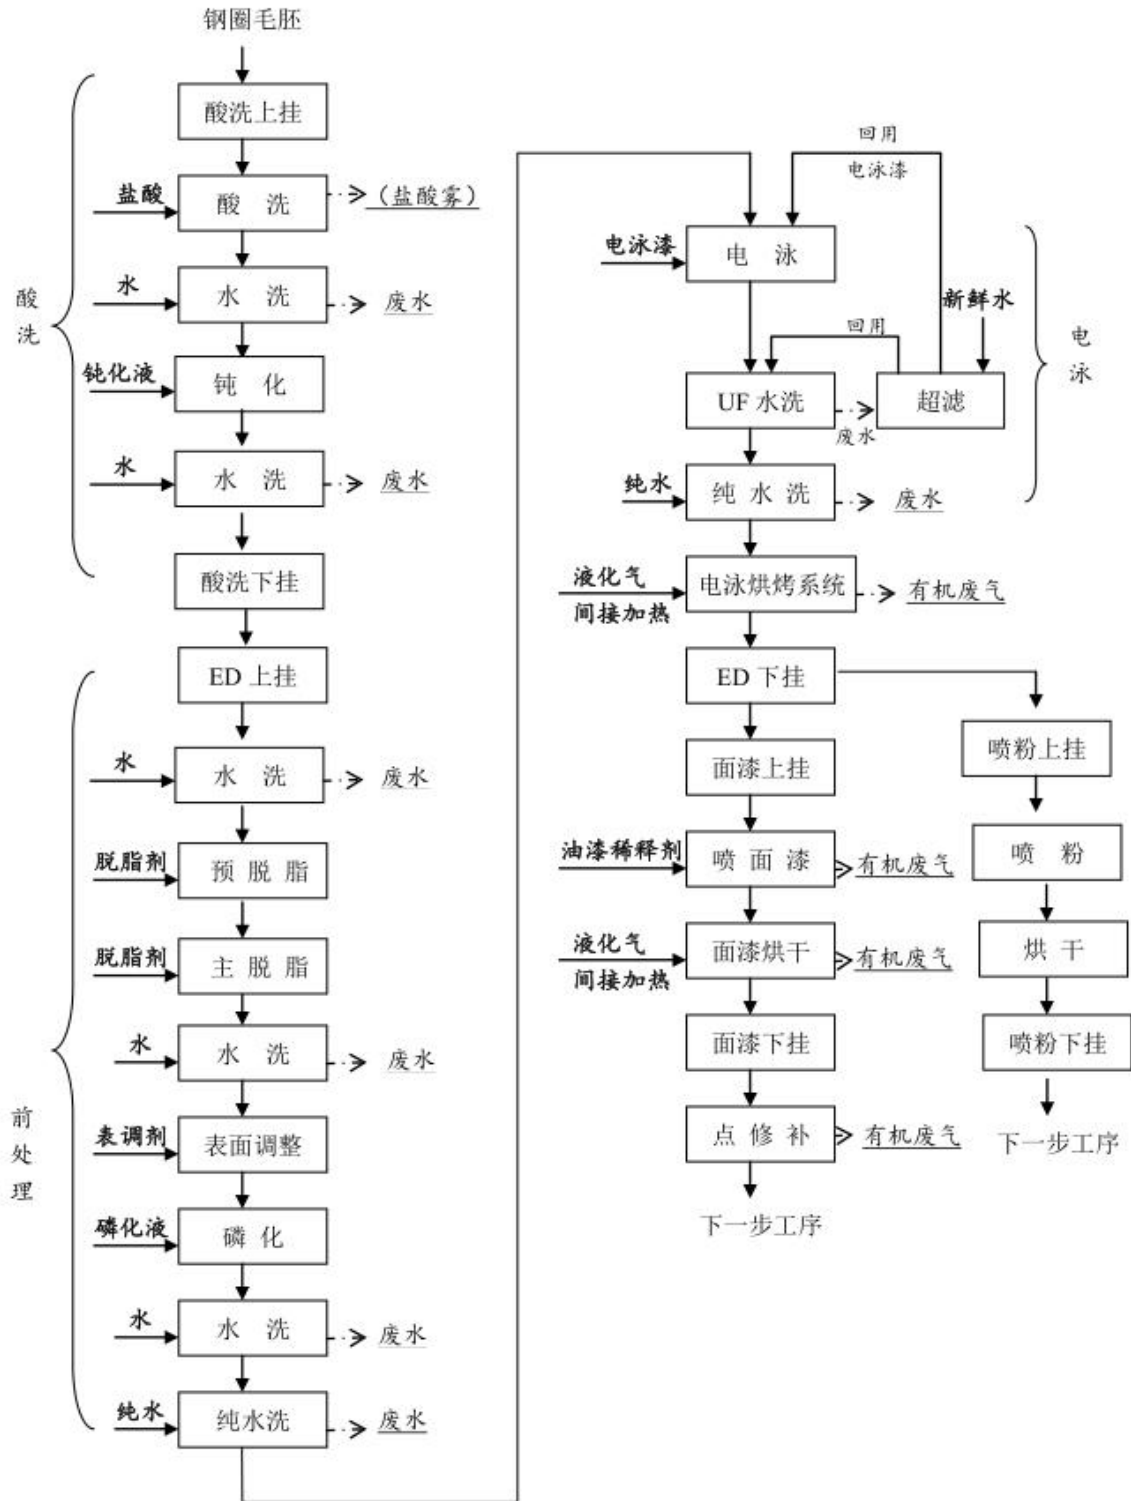 钢圈毛胚
酸洗上挂
盐酸
酸 洗
(盐酸雾)
水
水 洗
废水
酸
洗
钝化液
钝 化
水
水 洗
废水
酸洗下挂
ED 上挂
水
水 洗
废水
脱脂剂
预 脱 脂
脱脂剂
主 脱 脂
水
水 洗
废水
前
处
理
表调剂
表面调整
磷化液
磷 化
水
水 洗
废水
纯水
纯水洗
废水
回用
电泳漆
电泳漆
电 泳
新鲜水
回用
电
泳
UF 水洗
超滤
废水
纯水
纯 水 洗
废水
液化气
间接加热
电泳烘烤系统
有机废气
ED 下挂
面漆上挂
油漆稀释剂
喷 面 漆
有机废气
液化气
间接加热
面漆烘干
有机废气
面漆下挂
点 修 补
有机废气
下一步工序
喷粉上挂
喷 粉
烘 干
喷粉下挂
下一步工序